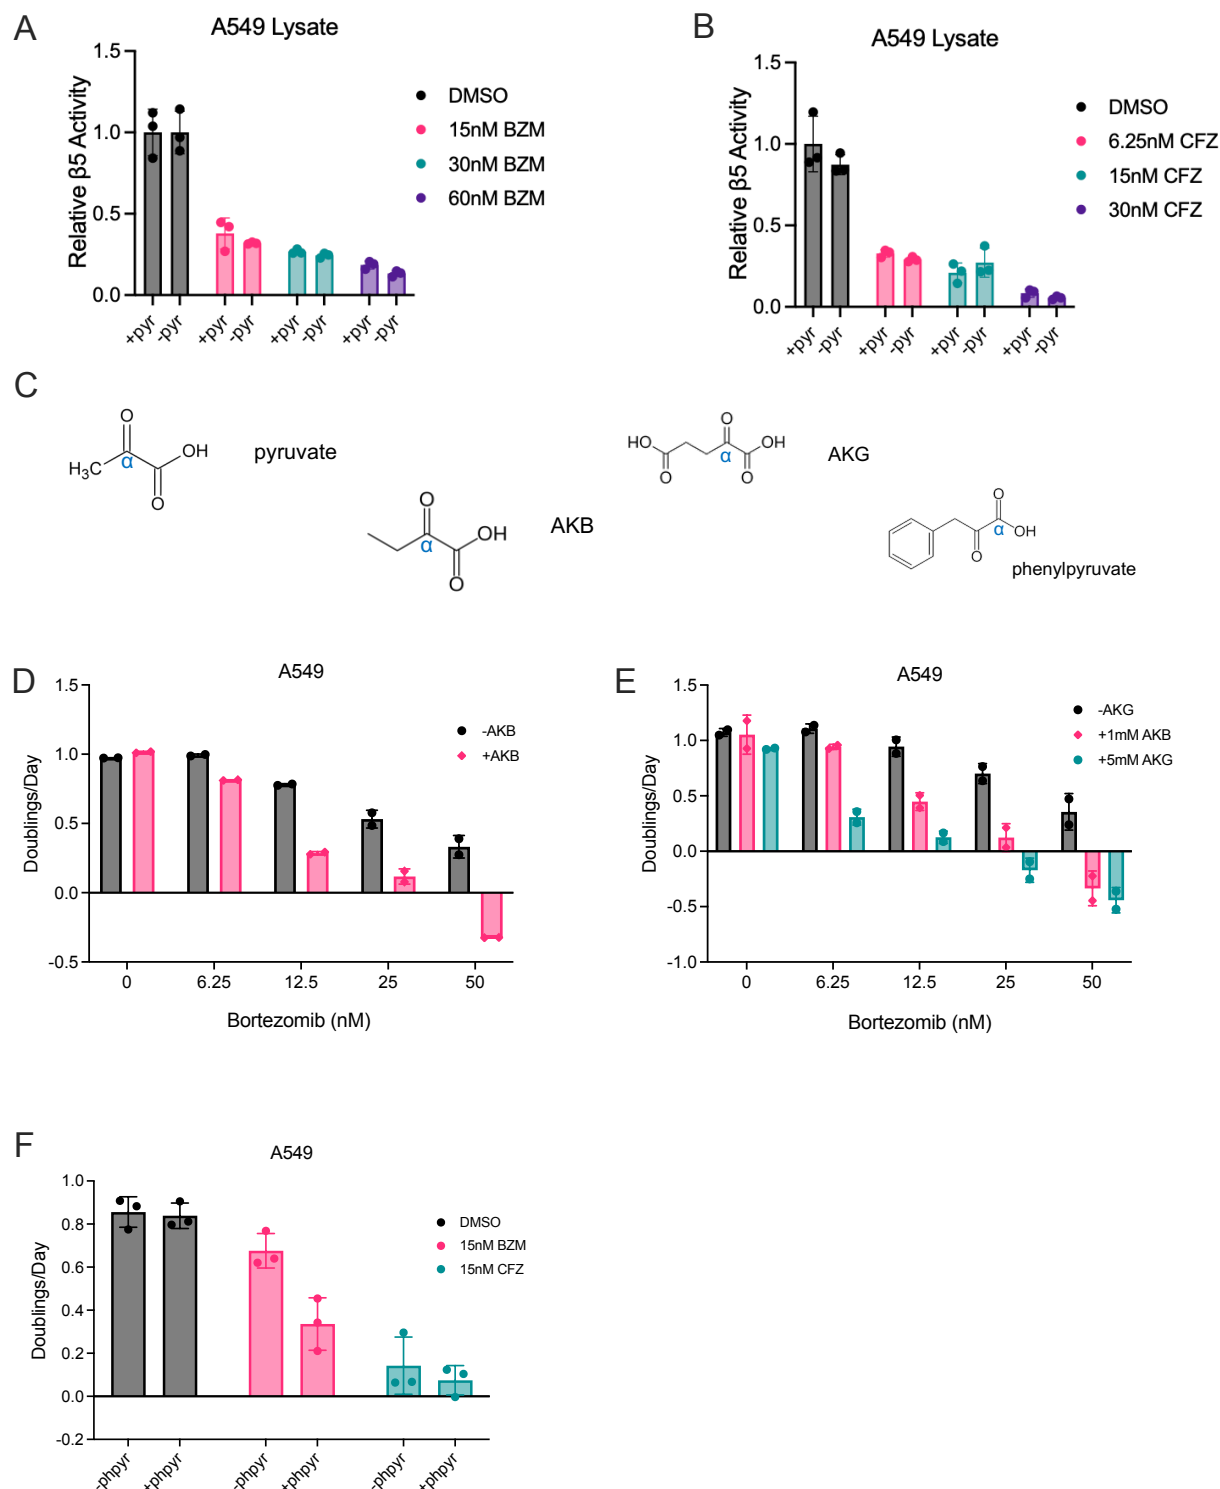 A
A549 Lysate
Relative β5 Activity
1.5
1.0
0.5
0.0
+pyr
-pyr
+pyr
-pyr
+pyr
-pyr
+pyr
-pyr
DMSO
15nM BZM
30nM BZM
60nM BZM
B
A549 Lysate
Relative β5 Activity
1.5
1.0
0.5
0.0
+pyr
-pyr
+pyr
-pyr
+pyr
-pyr
+pyr
-pyr
DMSO
6.25nM CFZ
15nM CFZ
30nM CFZ
C
O
H₃C
α
OH
O
pyruvate
O
α
OH
O
AKB
HO
O
O
α
OH
O
AKG
O
α
OH
O
phenylpyruvate
D
A549
Doublings/Day
1.5
1.0
0.5
0.0
-0.5
0
6.25
12.5
25
50
Bortezomib (nM)
-AKB
+AKB
E
A549
Doublings/Day
1.5
1.0
0.5
0.0
-0.5
-1.0
0
6.25
12.5
25
50
Bortezomib (nM)
-AKG
+1mM AKB
+5mM AKG
F
A549
Doublings/Day
1.0
0.8
0.6
0.4
0.2
0.0
-0.2
-phpyr
+phpyr
-phpyr
+phpyr
-phpyr
+phpyr
DMSO
15nM BZM
15nM CFZ